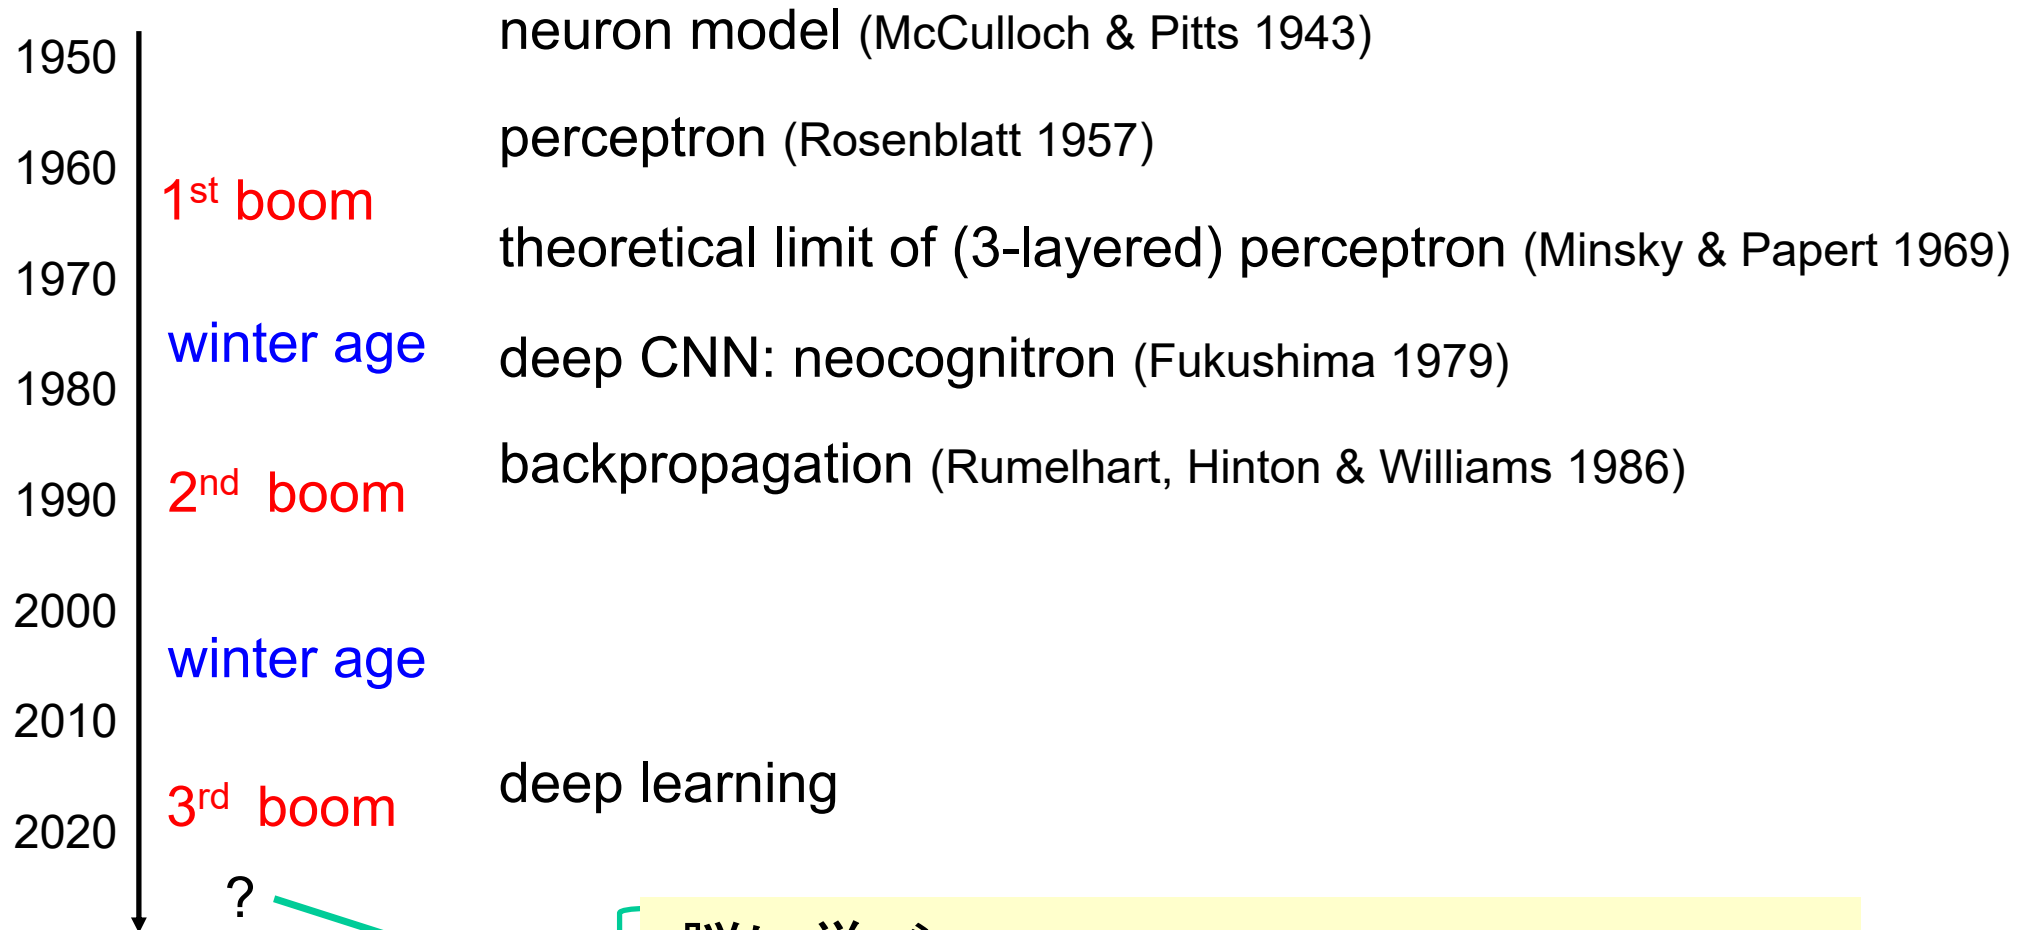 neuron model (McCulloch & Pitts 1943)
1950
perceptron (Rosenblatt 1957)
1960
1st boom
theoretical limit of (3-layered) perceptron (Minsky & Papert 1969)
1970
winter age
deep CNN: neocognitron (Fukushima 1979)
1980
backpropagation (Rumelhart, Hinton & Williams 1986)
2nd boom
1990
2000
winter age
2010
deep learning
3rd boom
2020
?